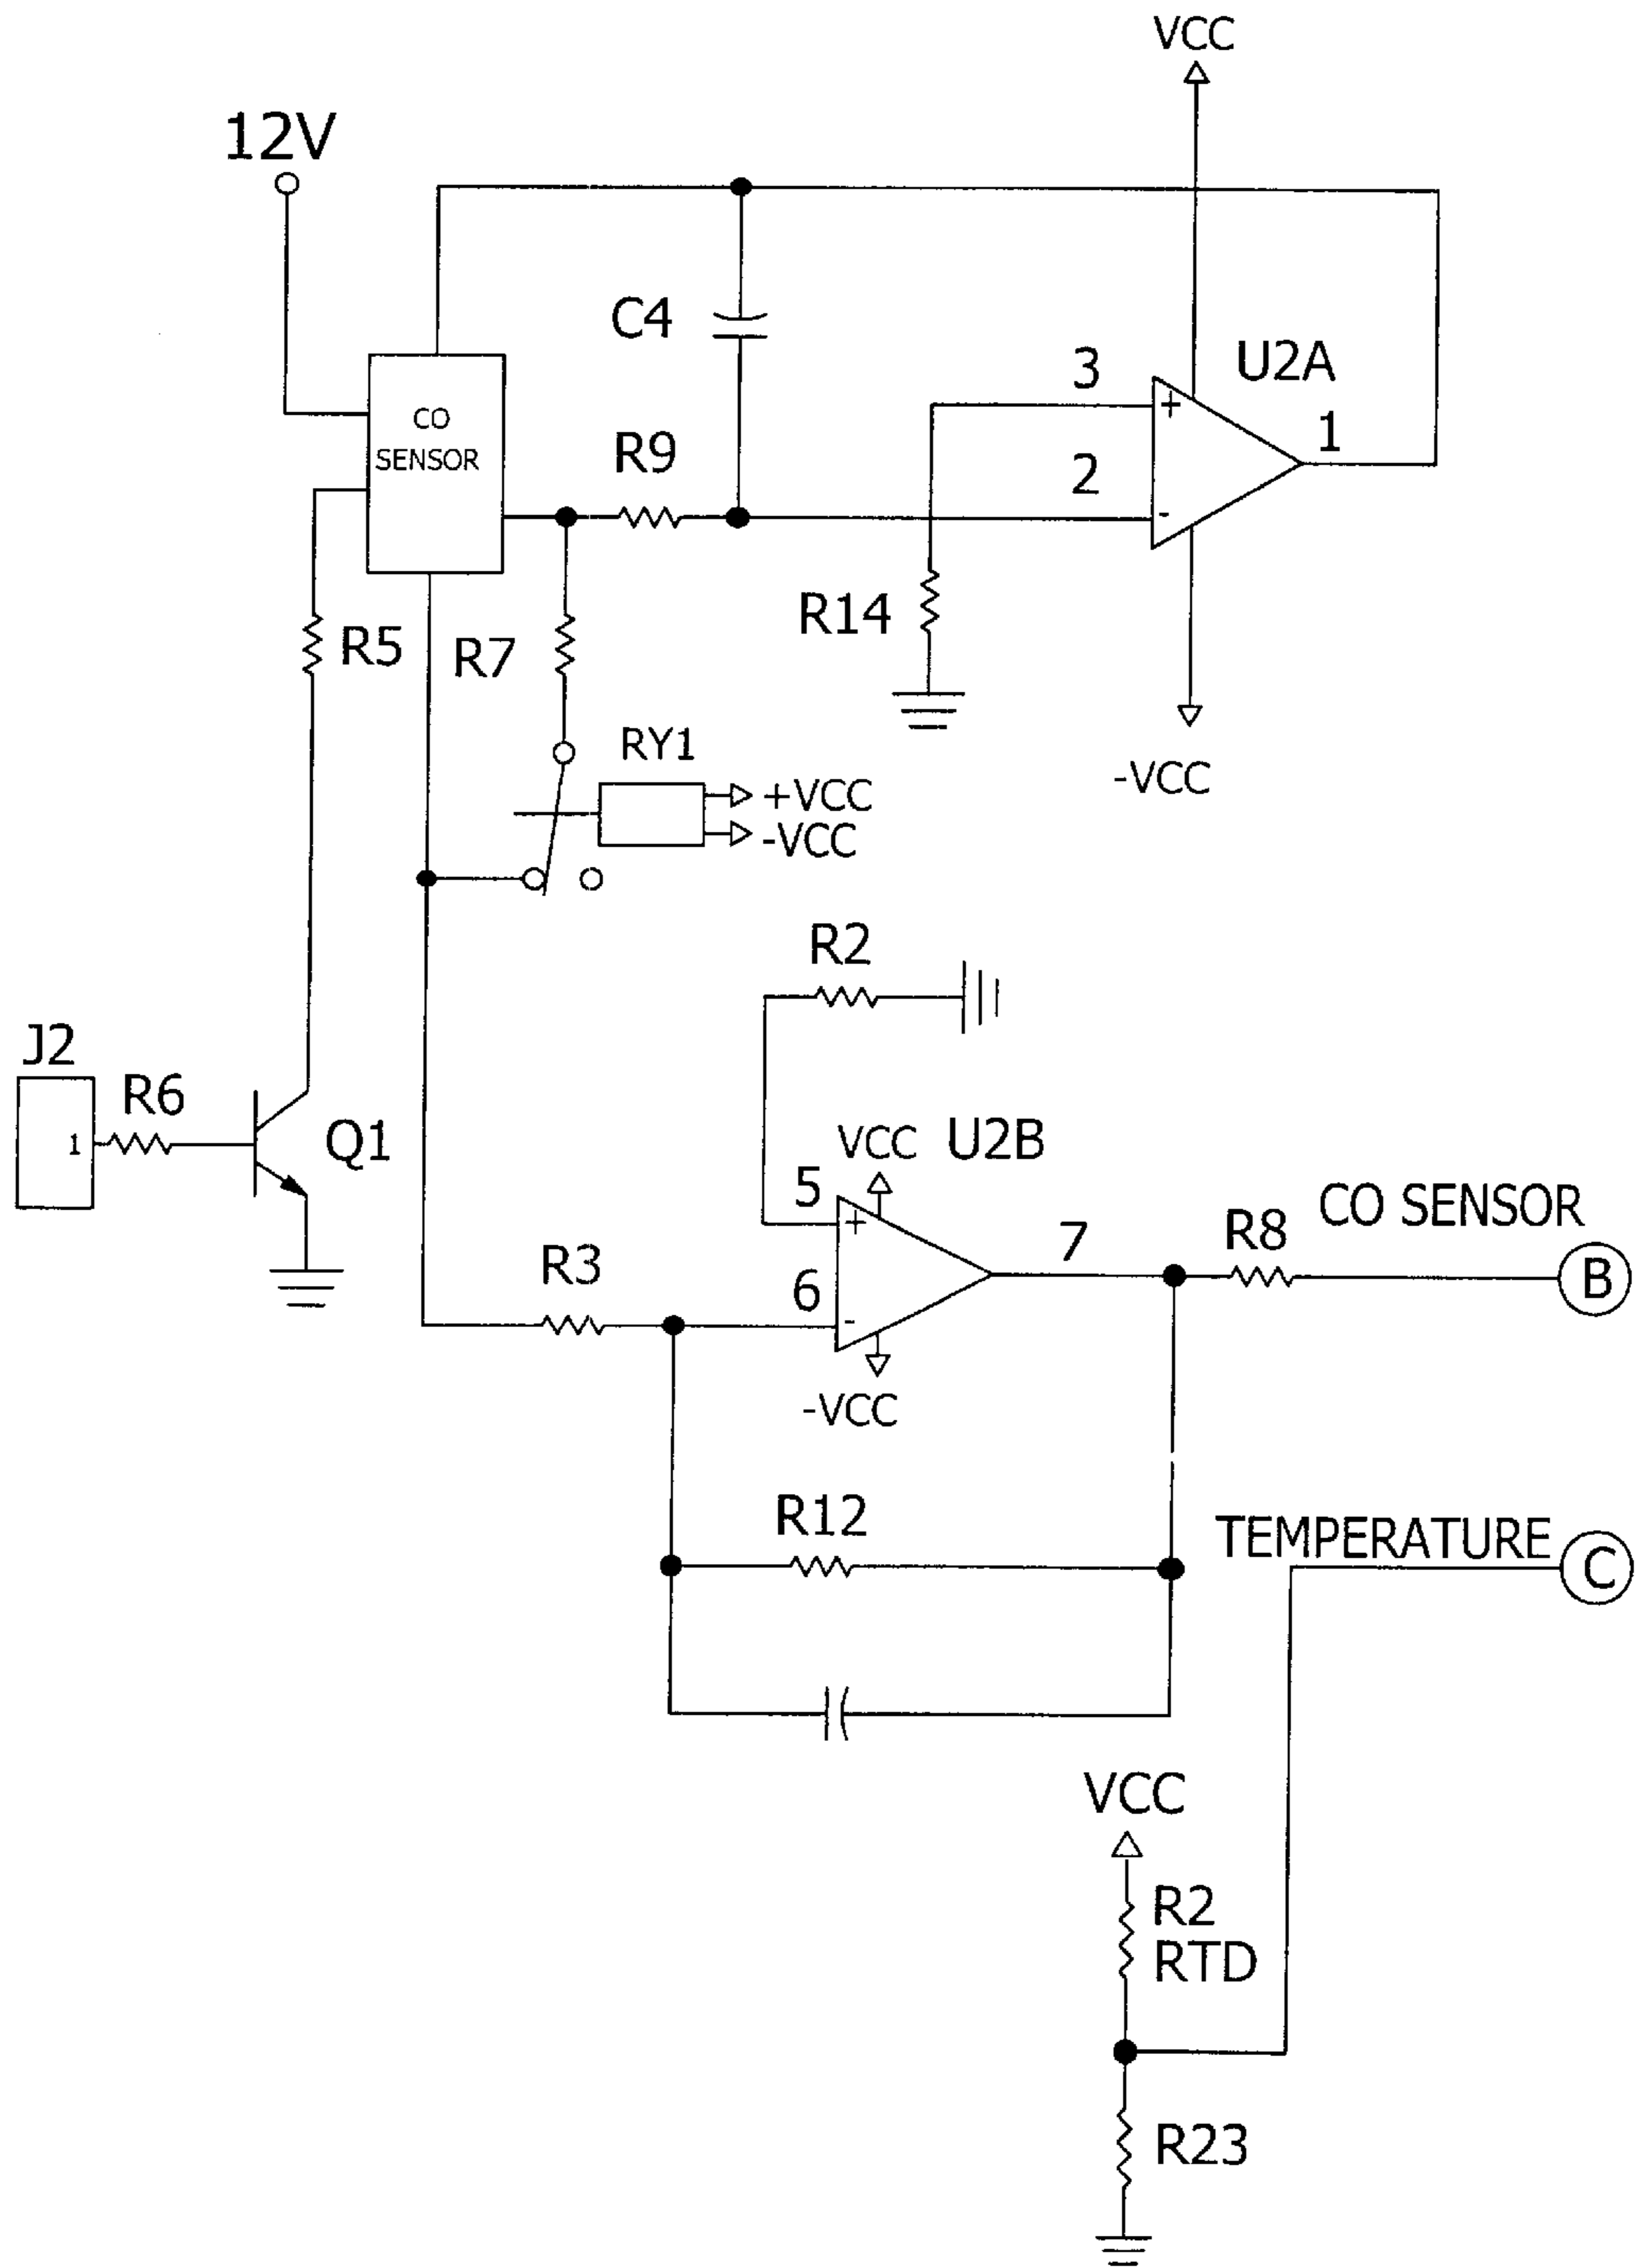 VCC
12V
C4
U2A
3
+
1
CO
SENSOR
R9
2
-
R14
R5
R7
RY1
+VCC
-VCC
-VCC
R2
J2
R6
1
Q1
VCC
U2B
5
+
CO SENSOR
7
R8
B
R3
6
-
-VCC
R12
TEMPERATURE
C
VCC
R2
RTD
R23